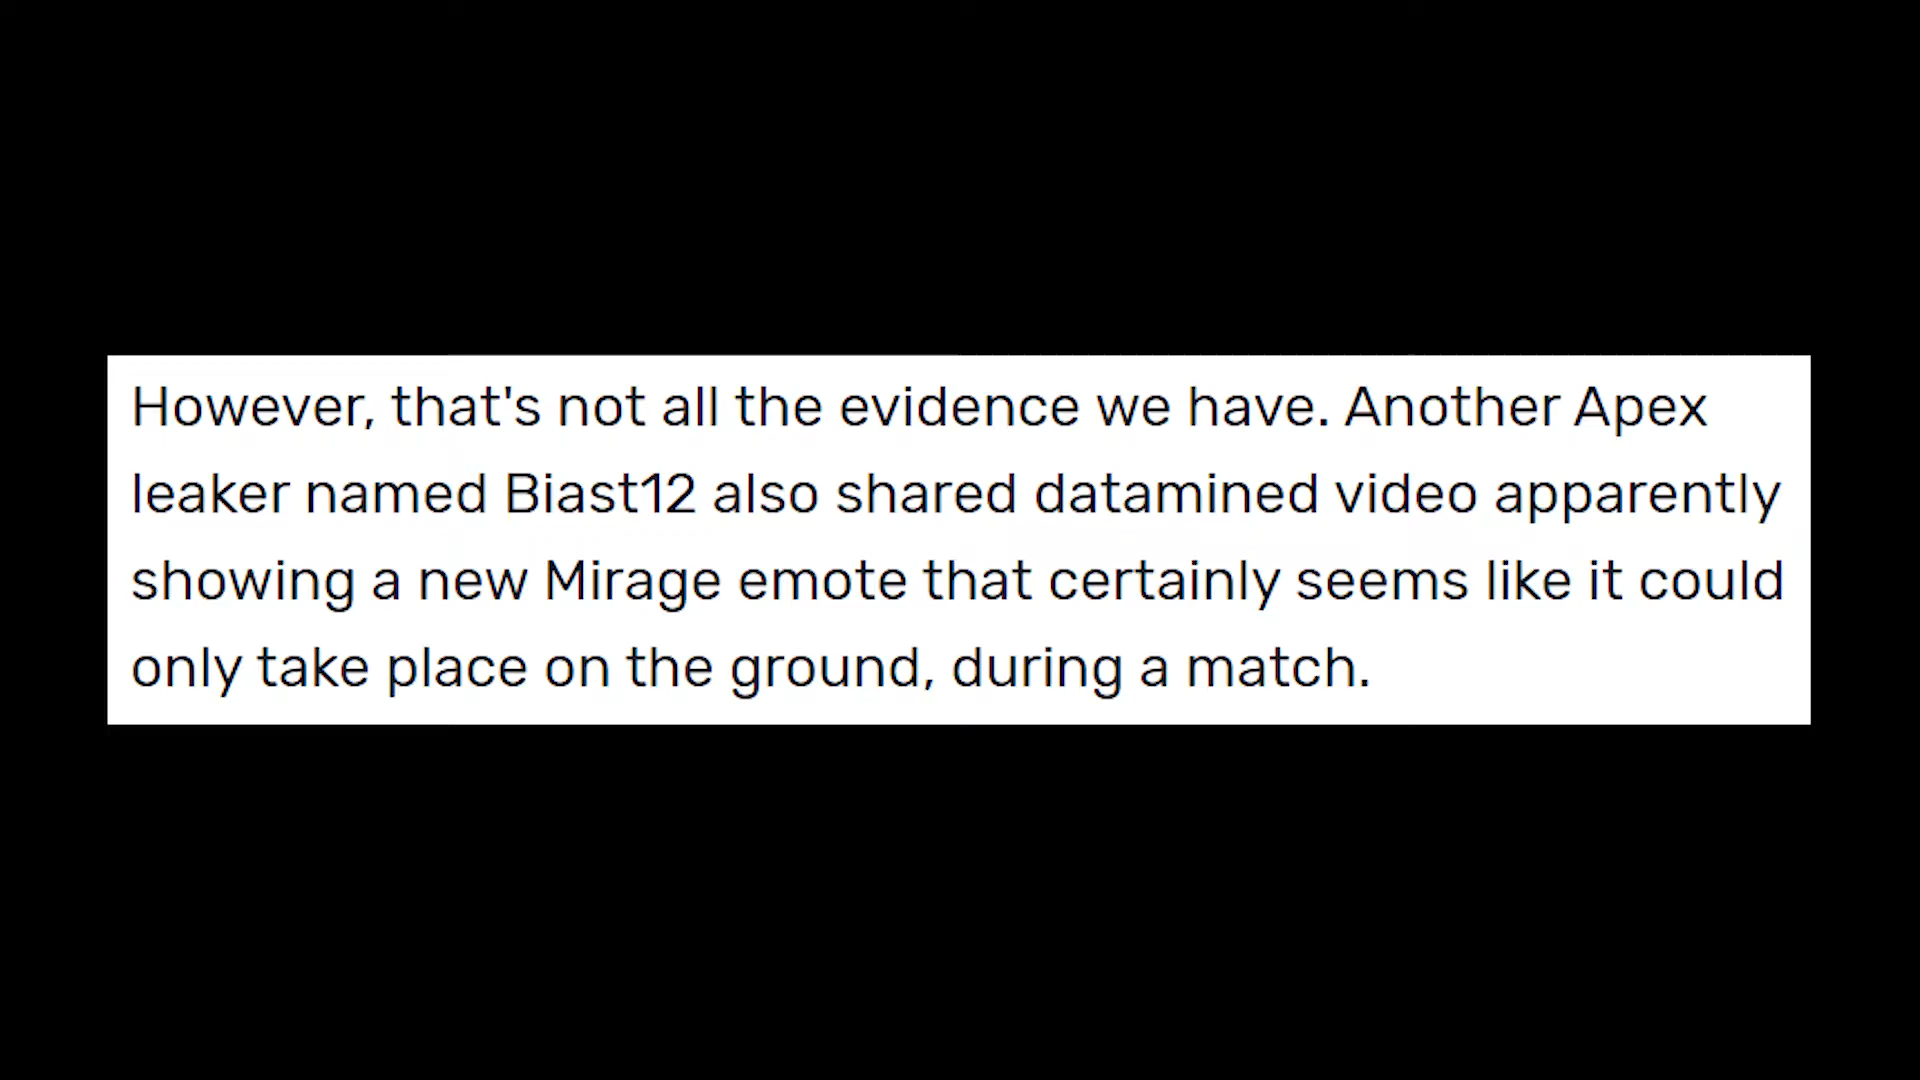 However, that's not all the evidence we have. Another Apex
leaker named Biast12 also shared datamined video apparently
showing a new Mirage emote that certainly seems like it could
only take place on the ground, during a match.